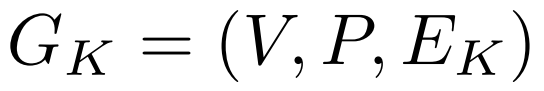 G_K = (V, P, E_K)